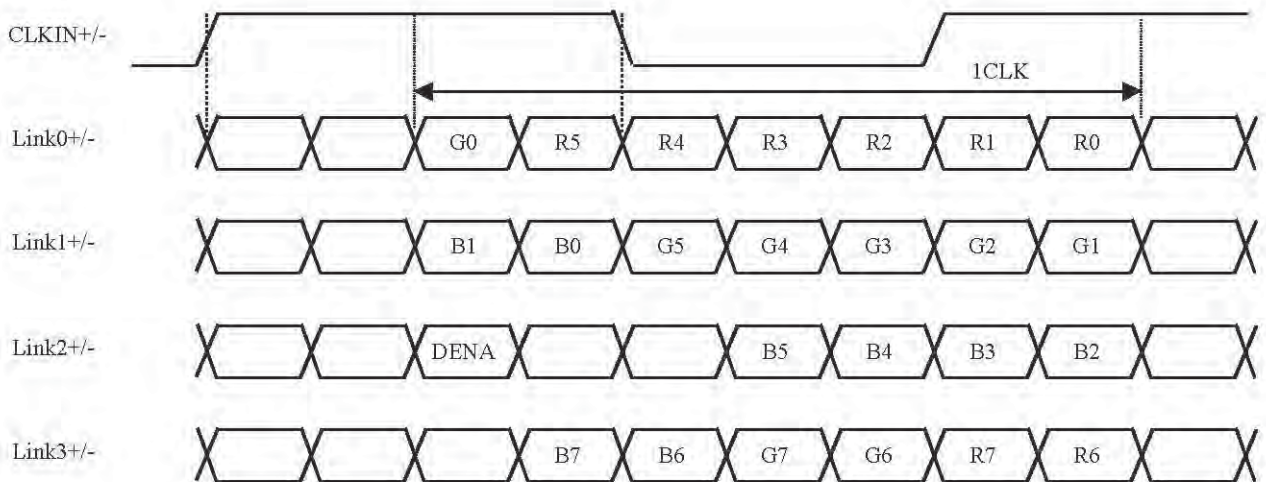 CLKIN+/-
1CLK
Link0+/- G0 R5 R4 R3 R2 R1 R0
Link1+/- B1 B0 G5 G4 G3 G2 G1
Link2+/- DENA B5 B4 B3 B2
Link3+/- B7 B6 G7 G6 R7 R6